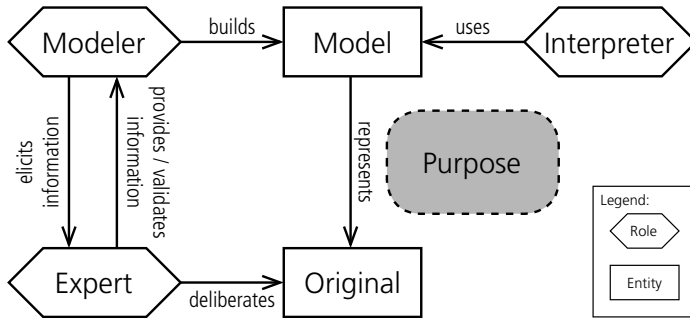 Modeler
builds
Model
uses
Interpreter
elicits
information
provides / validates
information
represents
Purpose
Expert
deliberates
Original
Legend:
Role
Entity